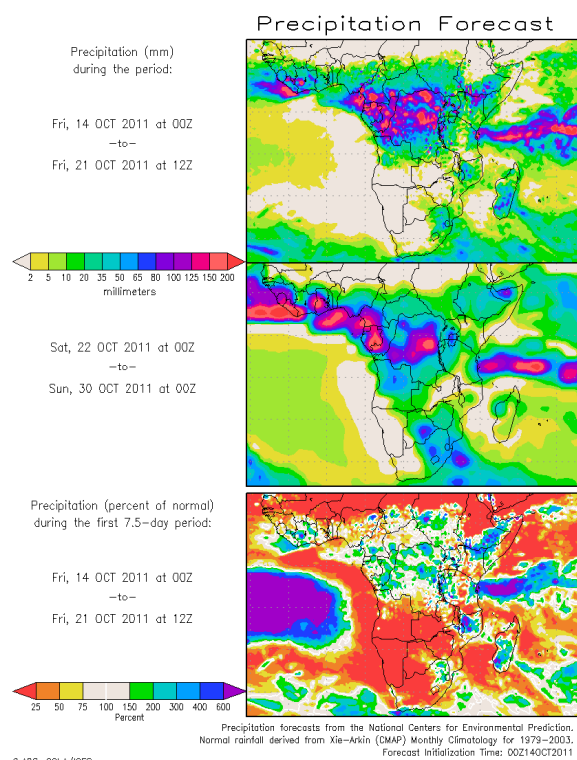 Precipitation Forecast
Precipitation (mm)
during the period:
Fri, 14 OCT 2011 at 00Z
-to-
Fri, 21 OCT 2011 at 12Z
2 5 10 20 35 50 65 80 100 125 150 200
millimeters
Sat, 22 OCT 2011 at 00Z
-to-
Sun, 30 OCT 2011 at 00Z
Precipitation (percent of normal)
during the first 7.5-day period:
Fri, 14 OCT 2011 at 00Z
-to-
Fri, 21 OCT 2011 at 12Z
25 50 75 100 150 200 300 400 600
Percent
Precipitation forecasts from the National Centers for Environmental Prediction.
Normal rainfall derived from Xie-Arkin (CMAP) Monthly Climatology for 1979-2003.
Forecast Initialization Time: 00Z14OCT2011